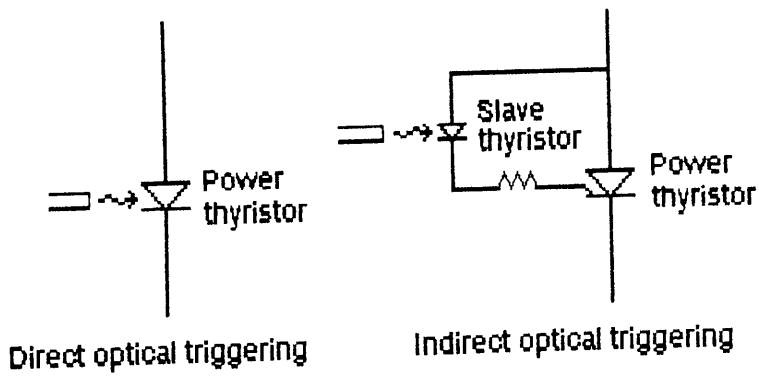 Power
thyristor
Direct optical triggering
Slave
thyristor
Power
thyristor
Indirect optical triggering